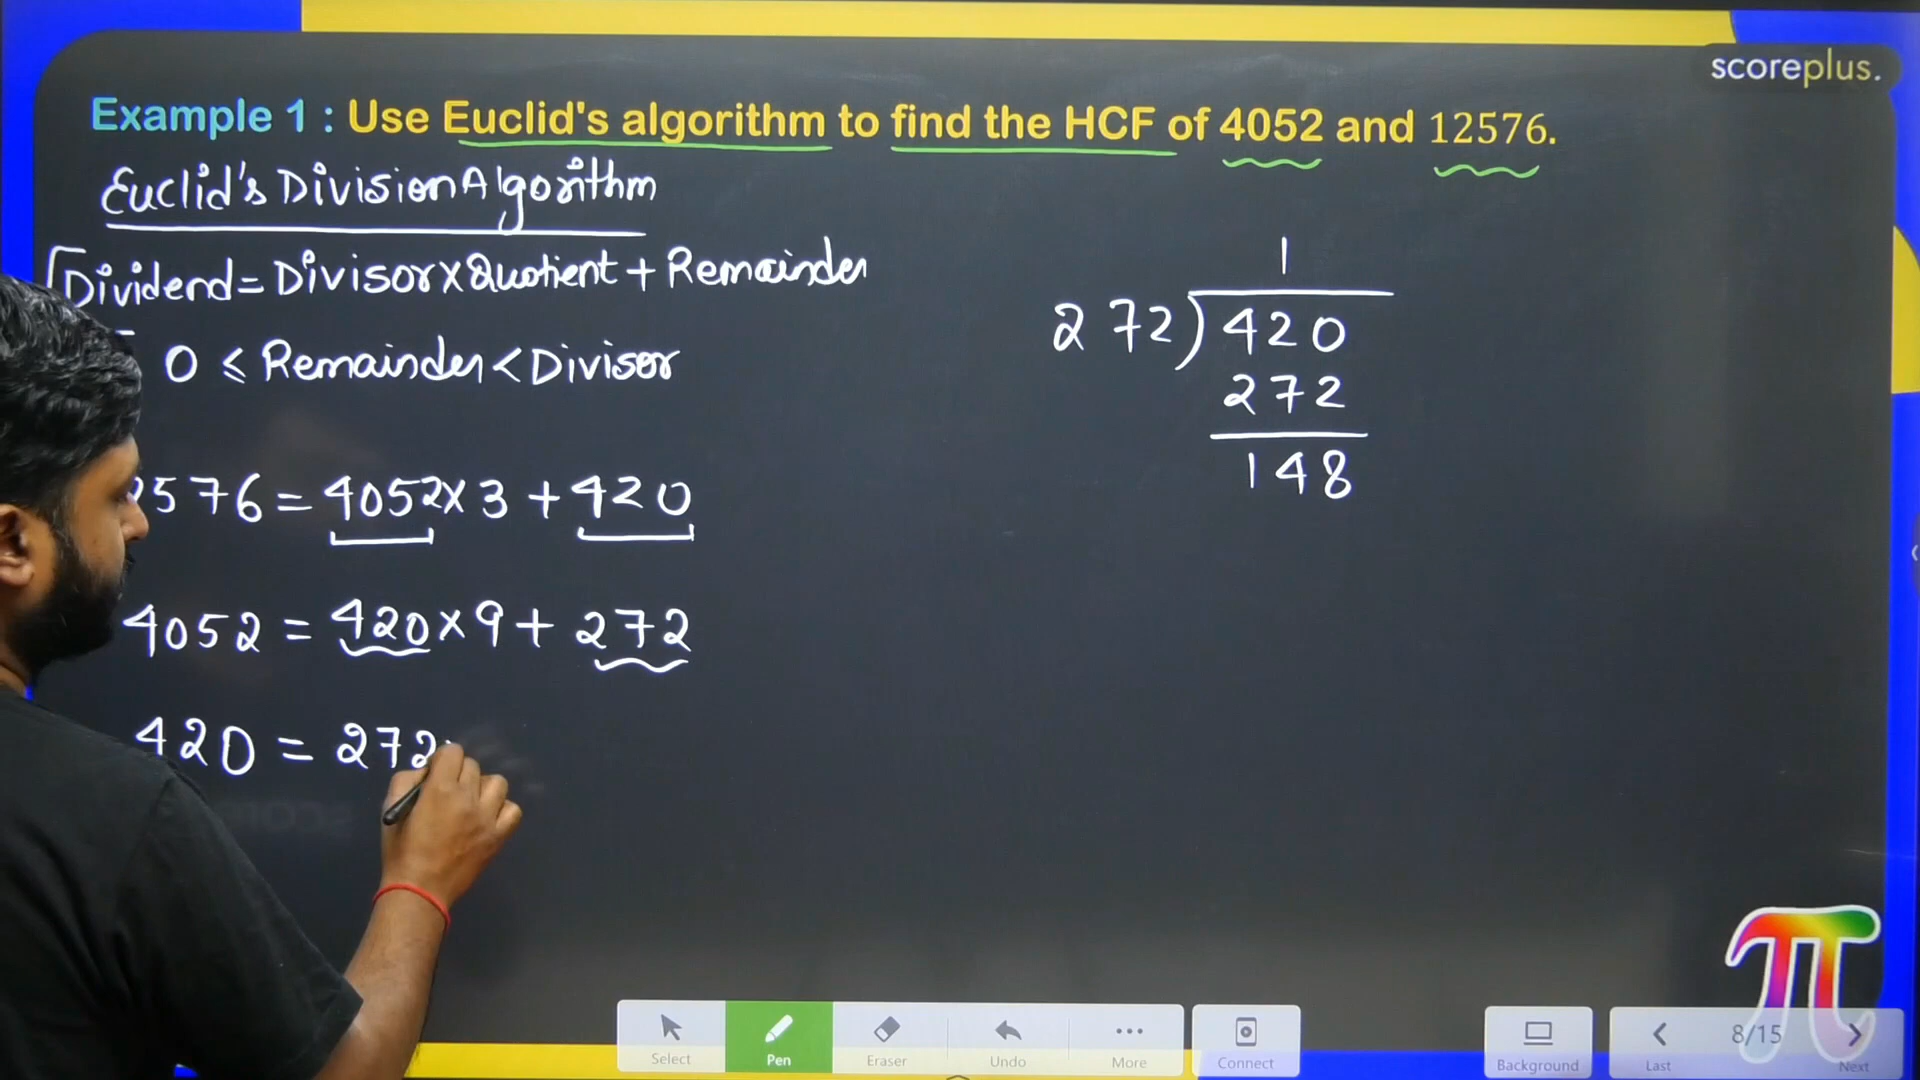 scoreplus.
Example 1 : Use Euclid's algorithm to find the HCF of 4052 and 12576.
Euclid's Division Algorithm
Dividend = Divisor × Quotient + Remainder
0 ≤ Remainder < Divisor
2576 = 4052 × 3 + 420
4052 = 420 × 9 + 272
420 = 272
1
272) 420
272
148
Select
Pen
Eraser
Undo
More
Connect
Background
Last
8/15
Next